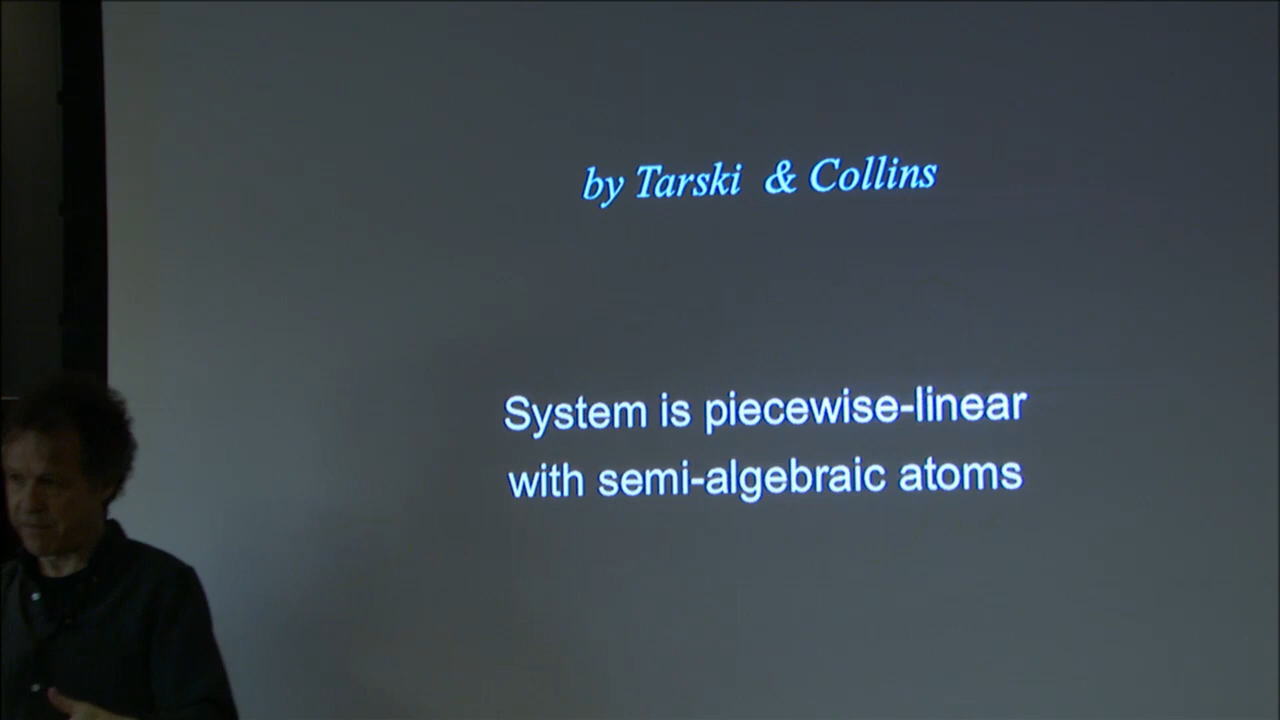 by Tarski & Collins
System is piecewise-linear
with semi-algebraic atoms